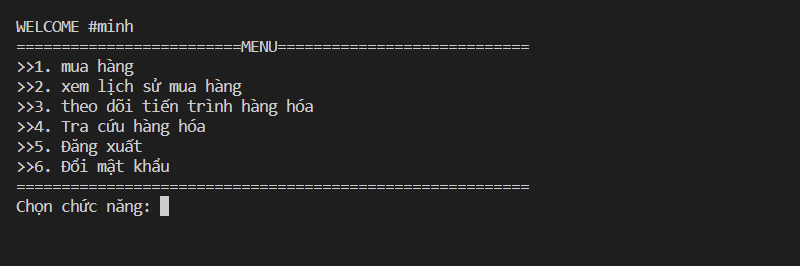 WELCOME #minh
=========================MENU============================
>>1. mua hàng
>>2. xem lịch sử mua hàng
>>3. theo dõi tiến trình hàng hóa
>>4. Tra cứu hàng hóa
>>5. Đăng xuất
>>6. Đổi mật khẩu
=========================================================
Chọn chức năng: